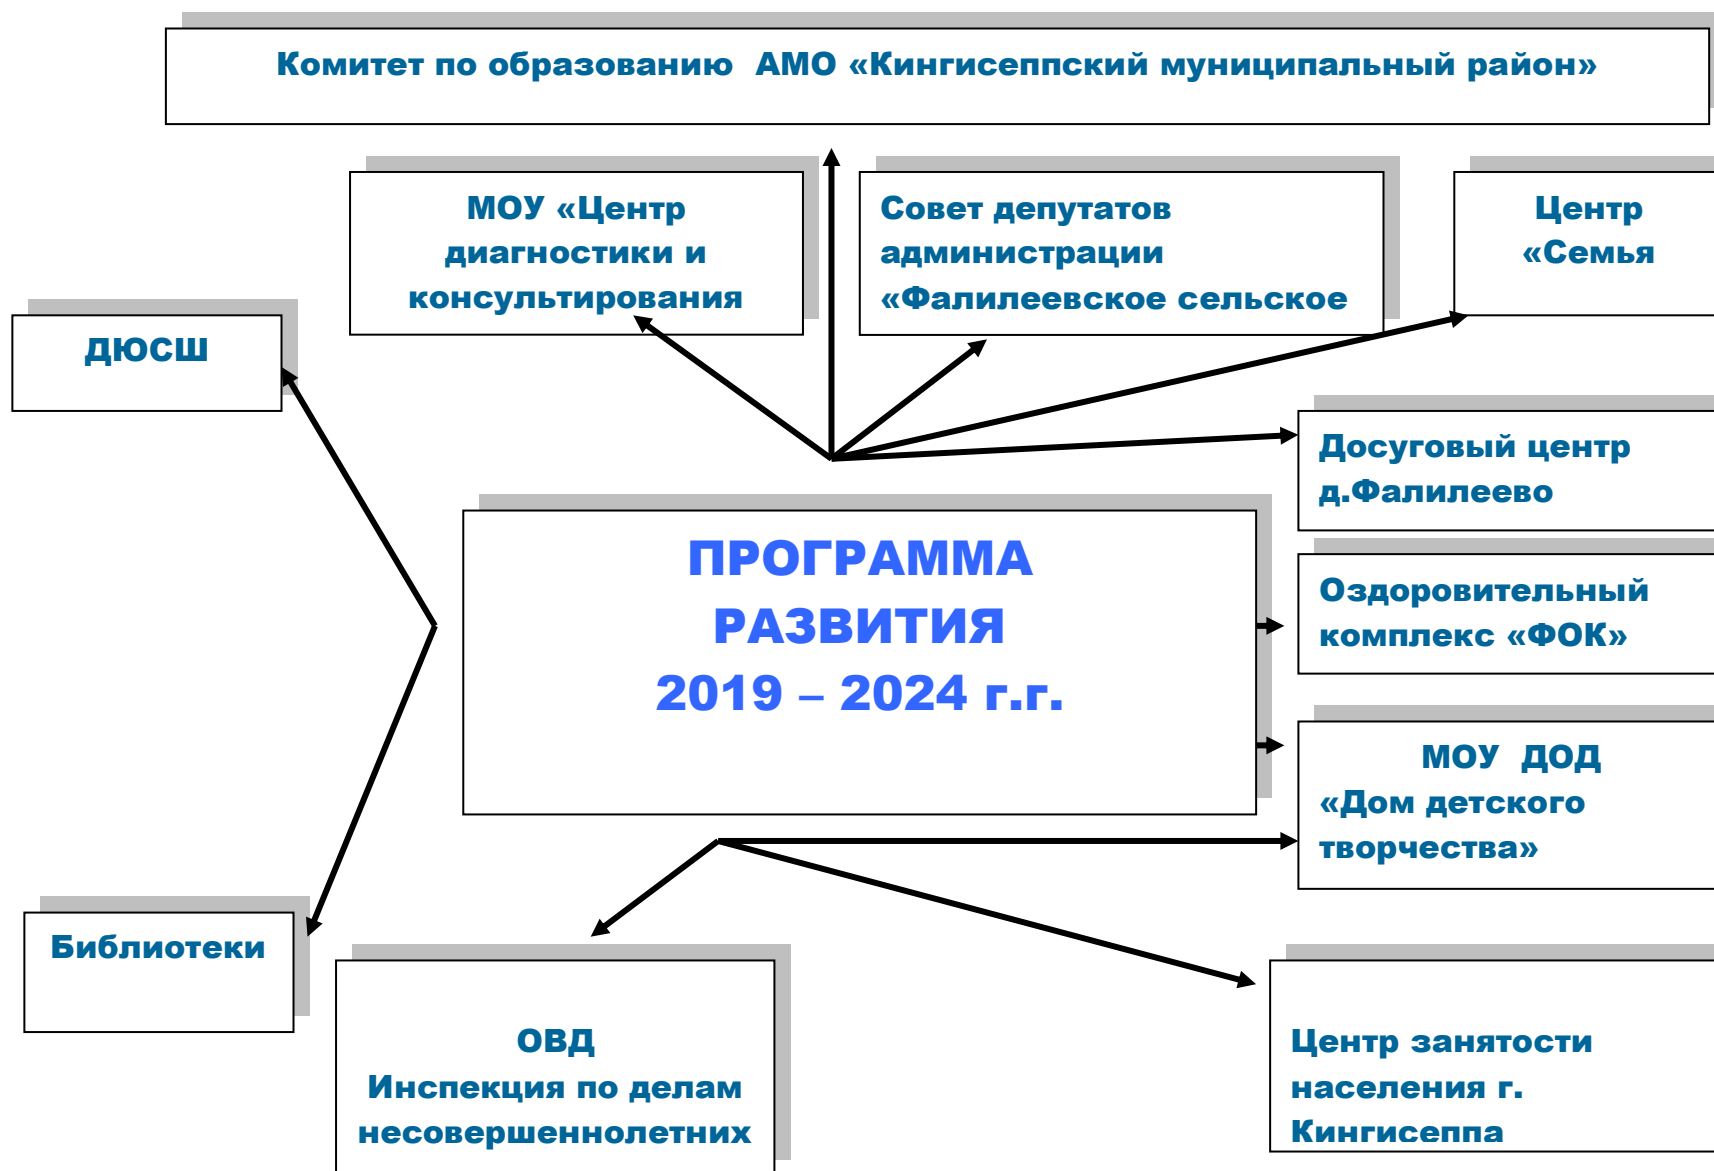 Комитет по образованию АМО «Кингисеппский муниципальный район»
МОУ «Центр
диагностики и
консультирования
Совет депутатов
администрации
«Фалилеевское сельское
Центр
«Семья
ДЮСШ
Досуговый центр
д.Фалилеево
ПРОГРАММА
РАЗВИТИЯ
2019 – 2024 г.г.
Оздоровительный
комплекс «ФОК»
МОУ ДОД
«Дом детского
творчества»
Библиотеки
ОВД
Инспекция по делам
несовершеннолетних
Центр занятости
населения г.
Кингисеппа